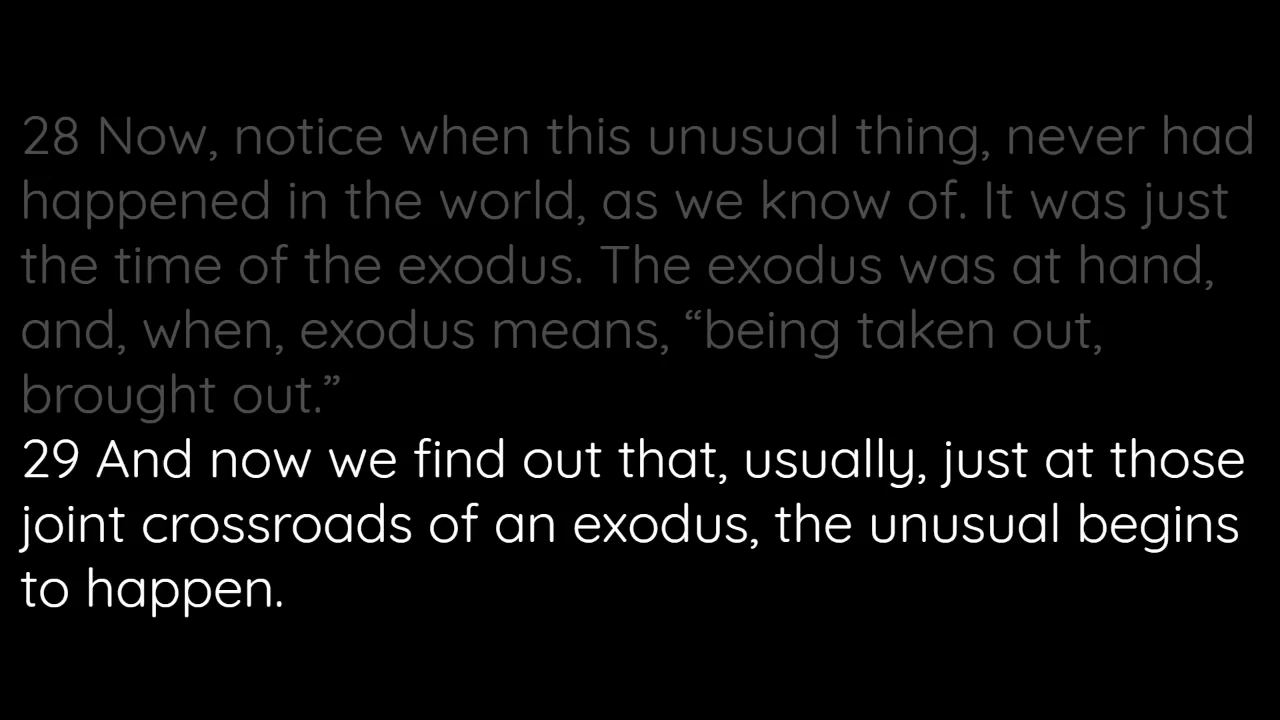 28 Now, notice when this unusual thing, never had
happened in the world, as we know of. It was just
the time of the exodus. The exodus was at hand,
and, when, exodus means, “being taken out,
brought out.”
29 And now we find out that, usually, just at those
joint crossroads of an exodus, the unusual begins
to happen.